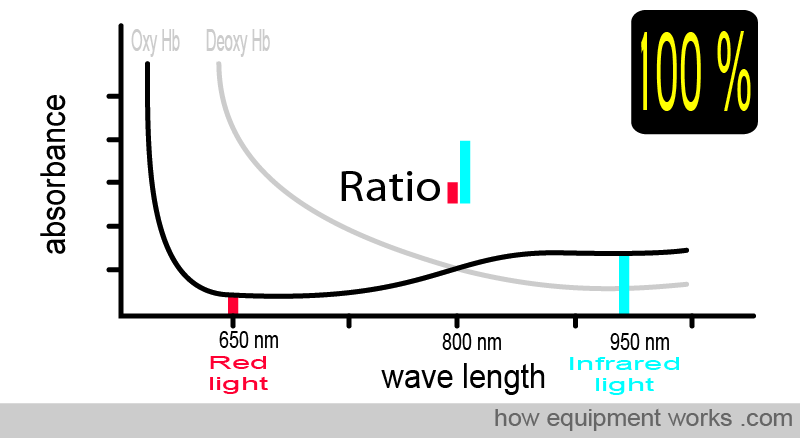 Oxy Hb
Deoxy Hb
100 %
absorbance
Ratio
650 nm
800 nm
950 nm
Red
light
Infrared
light
wave length
how equipment works .com